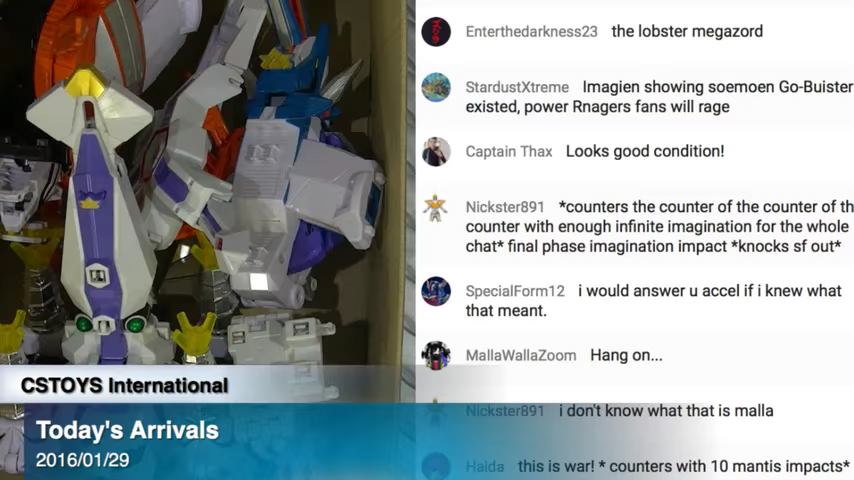 Enterthedarkness23 the lobster megazord
StardustXtreme Imagien showing soemoen Go-Buister
existed, power Rnagers fans will rage
Captain Thax Looks good condition!
Nickster891 *counters the counter of the counter of th
counter with enough infinite imagination for the whole
chat* final phase imagination impact *knocks sf out*
SpecialForm12 i would answer u accel if i knew what
that meant.
MallaWallaZoom Hang on...
CSTOYS International
Nickster891 i don't know what that is malla
Today's Arrivals
2016/01/29
Haida this is war! * counters with 10 mantis impacts*